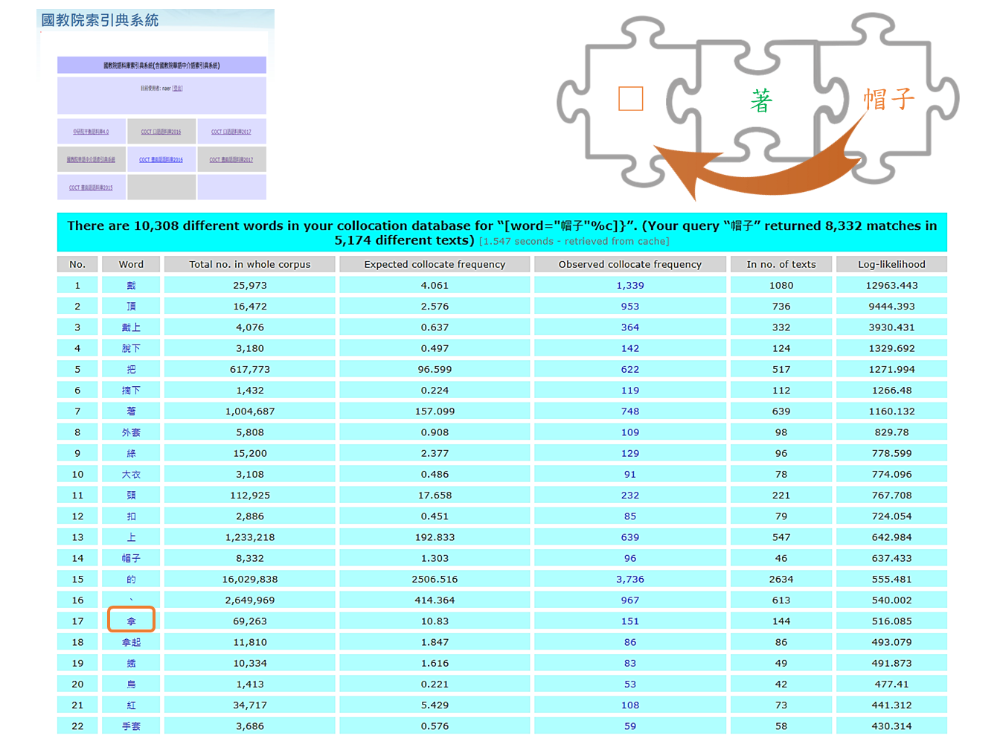 國教院索引典系統
國教院語料庫索引典系統(含國教院華語中介語索引典系統)
目前使用者: naer [登出]
中研院平衡語料庫4.0 COCT 口語語料庫2016 COCT 口語語料庫2017
國教院華語中介語索引典系統 COCT 書面語語料庫2016 COCT 書面語語料庫2017
COCT 書面語語料庫2015
□ 著 帽子
There are 10,308 different words in your collocation database for “[word="帽子"%c]}”. (Your query “帽子” returned 8,332 matches in
5,174 different texts) [1.547 seconds - retrieved from cache]
No. Word Total no. in whole corpus Expected collocate frequency Observed collocate frequency In no. of texts Log-likelihood
1 戴 25,973 4.061 1,339 1080 12963.443
2 頂 16,472 2.576 953 736 9444.393
3 戴上 4,076 0.637 364 332 3930.431
4 脫下 3,180 0.497 142 124 1329.692
5 把 617,773 96.599 622 517 1271.994
6 摘下 1,432 0.224 119 112 1266.48
7 著 1,004,687 157.099 748 639 1160.132
8 外套 5,808 0.908 109 98 829.78
9 綠 15,200 2.377 129 96 778.599
10 大衣 3,108 0.486 91 78 774.096
11 頭 112,925 17.658 232 221 767.708
12 扣 2,886 0.451 85 79 724.054
13 上 1,233,218 192.833 639 547 642.984
14 帽子 8,332 1.303 96 46 637.433
15 的 16,029,838 2506.516 3,736 2634 555.481
16 、 2,649,969 414.364 967 613 540.002
17 拿 69,263 10.83 151 144 516.085
18 拿起 11,810 1.847 86 86 493.079
19 鐵 10,334 1.616 83 49 491.873
20 烏 1,413 0.221 53 42 477.41
21 紅 34,717 5.429 108 73 441.312
22 手套 3,686 0.576 59 58 430.314